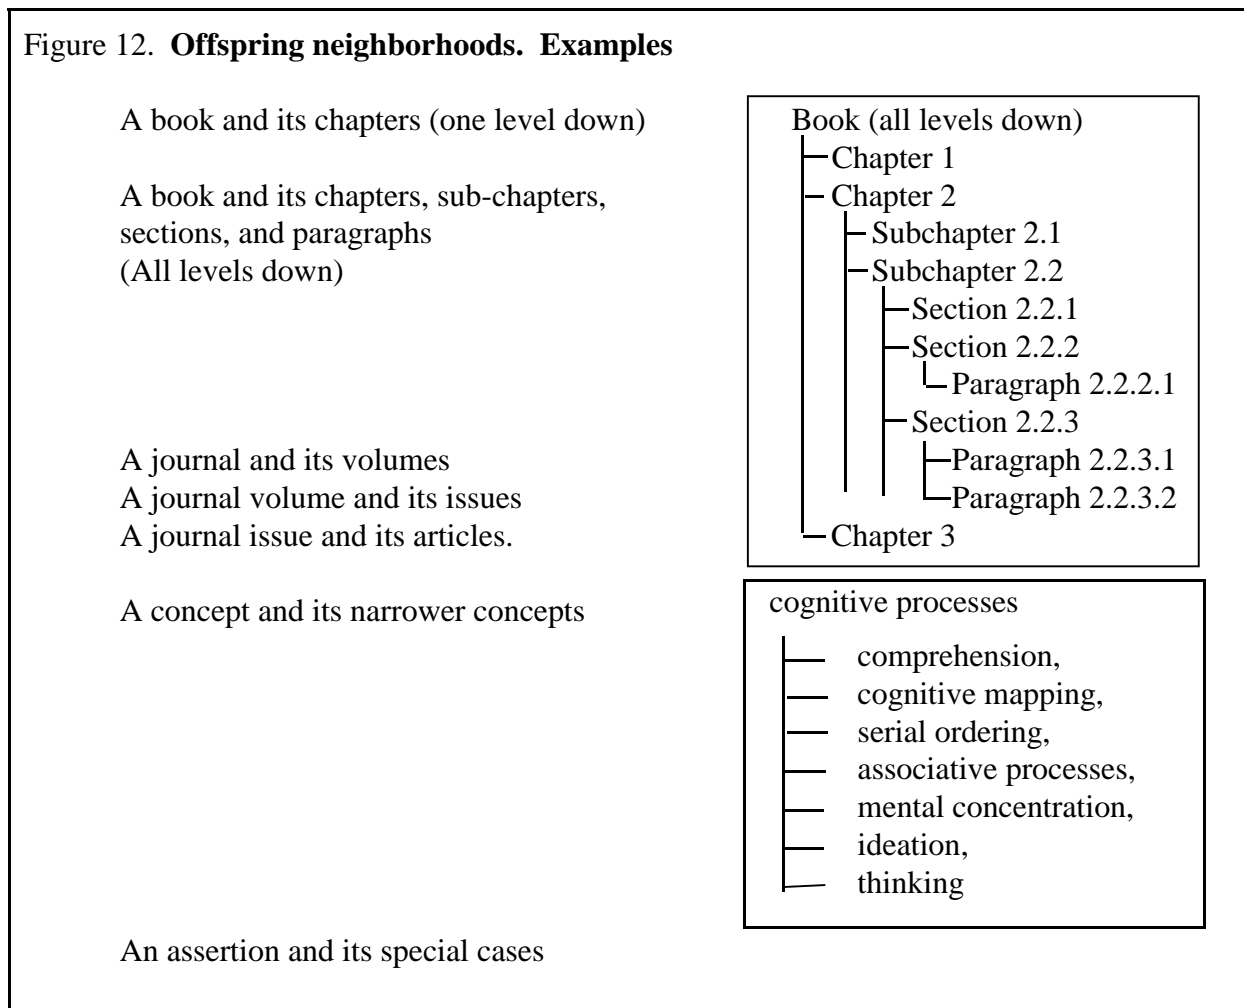 Figure 12. Offspring neighborhoods. Examples
A book and its chapters (one level down)
A book and its chapters, sub-chapters,
sections, and paragraphs
(All levels down)
A journal and its volumes
A journal volume and its issues
A journal issue and its articles.
A concept and its narrower concepts
An assertion and its special cases
Book (all levels down)
Chapter 1
Chapter 2
Subchapter 2.1
Subchapter 2.2
Section 2.2.1
Section 2.2.2
Paragraph 2.2.2.1
Section 2.2.3
Paragraph 2.2.3.1
Paragraph 2.2.3.2
Chapter 3
cognitive processes
comprehension,
cognitive mapping,
serial ordering,
associative processes,
mental concentration,
ideation,
thinking